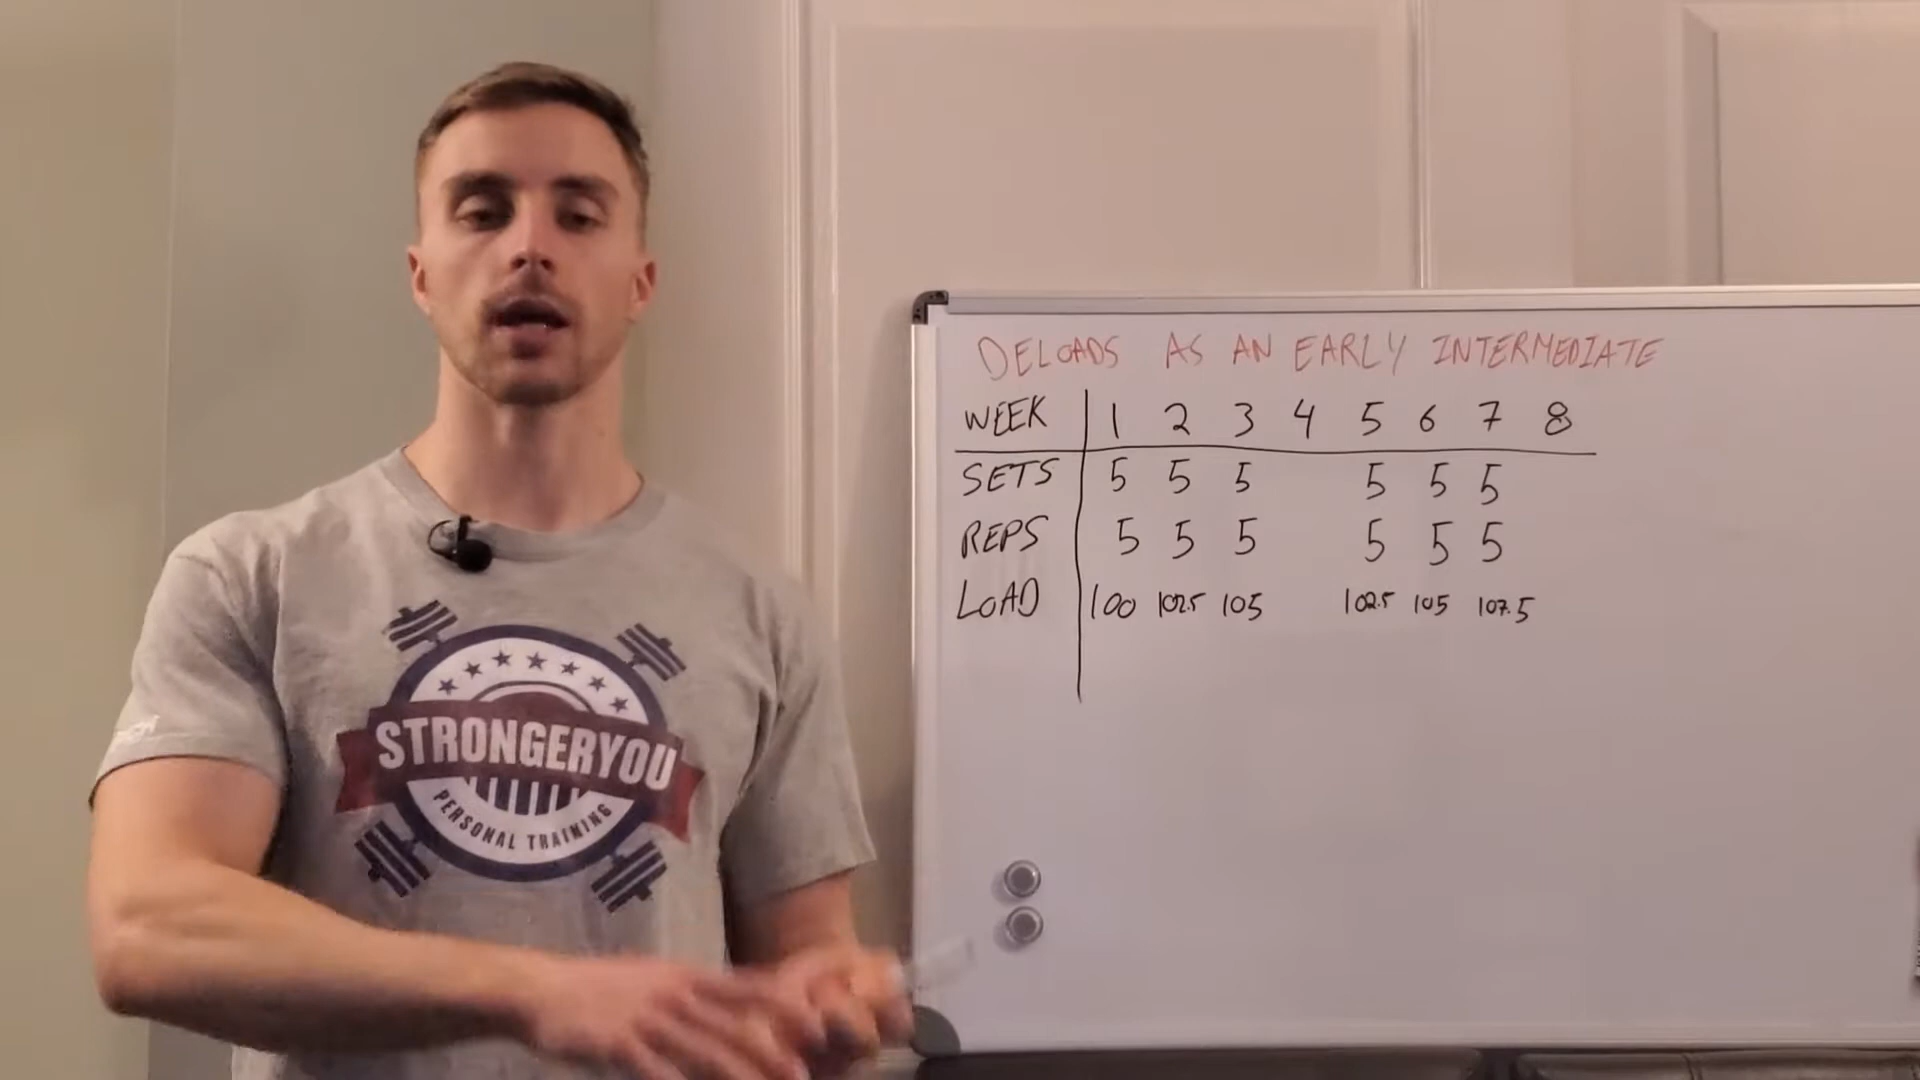 STRONGERYOU
PERSONAL TRAINING
DELOADS AS AN EARLY INTERMEDIATE
WEEK 1 2 3 4 5 6 7 8
SETS 5 5 5 5 5 5
REPS 5 5 5 5 5 5
LOAD 100 102.5 105 102.5 105 107.5